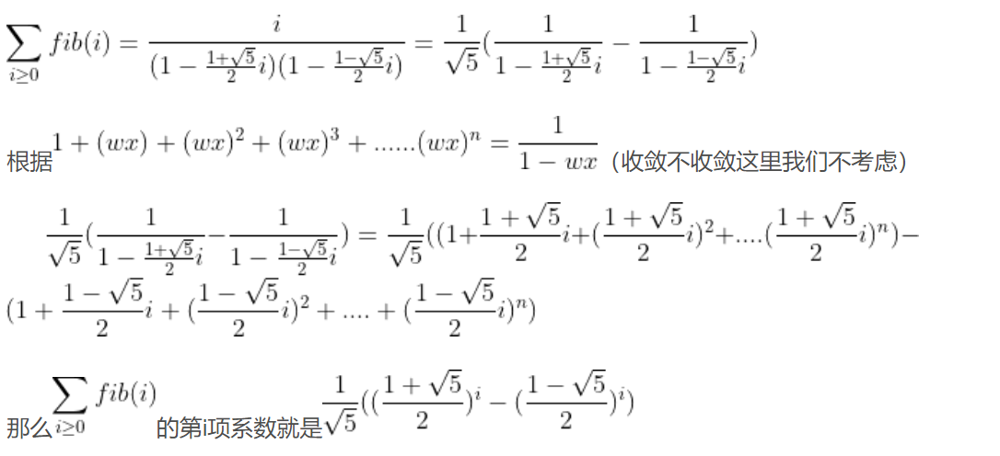 $\sum_{i \geq 0} fib(i) = \frac{i}{(1 - \frac{1+\sqrt{5}}{2}i)(1 - \frac{1-\sqrt{5}}{2}i)} = \frac{1}{\sqrt{5}}(\frac{1}{1 - \frac{1+\sqrt{5}}{2}i} - \frac{1}{1 - \frac{1-\sqrt{5}}{2}i})$
根据$1 + (wx) + (wx)^2 + (wx)^3 + ......(wx)^n = \frac{1}{1 - wx}$（收敛不收敛这里我们不考虑）
$\frac{1}{\sqrt{5}}(\frac{1}{1 - \frac{1+\sqrt{5}}{2}i} - \frac{1}{1 - \frac{1-\sqrt{5}}{2}i}) = \frac{1}{\sqrt{5}}((1 + \frac{1+\sqrt{5}}{2}i + (\frac{1+\sqrt{5}}{2}i)^2 + ....(\frac{1+\sqrt{5}}{2}i)^n) -$
$(1 + \frac{1-\sqrt{5}}{2}i + (\frac{1-\sqrt{5}}{2}i)^2 + .... + (\frac{1-\sqrt{5}}{2}i)^n)$
那么$\sum_{i \geq 0} fib(i)$的第i项系数就是$\frac{1}{\sqrt{5}}((\frac{1+\sqrt{5}}{2})^i - (\frac{1-\sqrt{5}}{2})^i)$